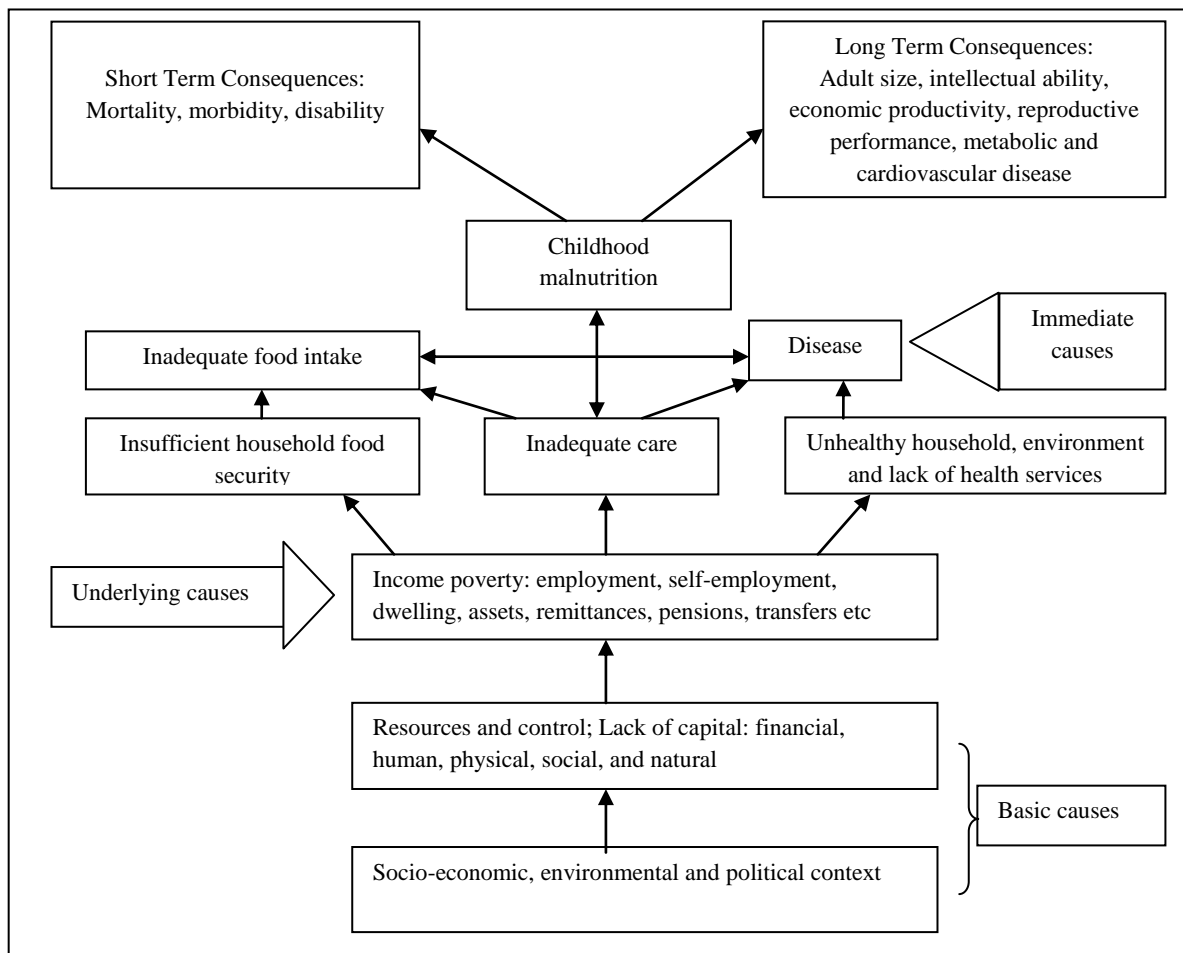 Short Term Consequences:
Mortality, morbidity, disability
Long Term Consequences:
Adult size, intellectual ability,
economic productivity, reproductive
performance, metabolic and
cardiovascular disease
Childhood
malnutrition
Inadequate food intake
Disease
Immediate
causes
Insufficient household food
security
Inadequate care
Unhealthy household, environment
and lack of health services
Underlying causes
Income poverty: employment, self-employment,
dwelling, assets, remittances, pensions, transfers etc
Resources and control; Lack of capital: financial,
human, physical, social, and natural
Basic causes
Socio-economic, environmental and political context